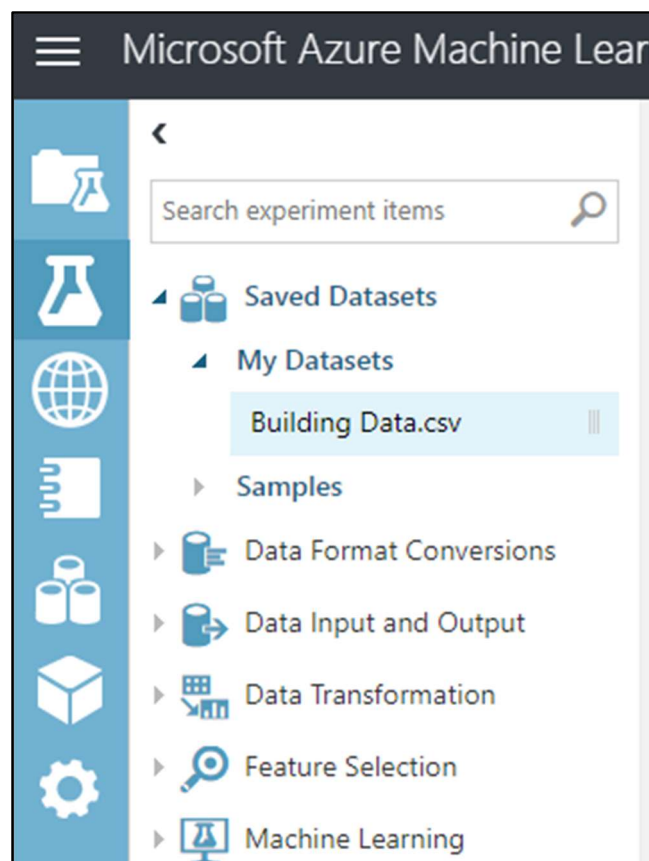 Microsoft Azure Machine Lear
Search experiment items
Saved Datasets
My Datasets
Building Data.csv
Samples
Data Format Conversions
Data Input and Output
Data Transformation
Feature Selection
Machine Learning